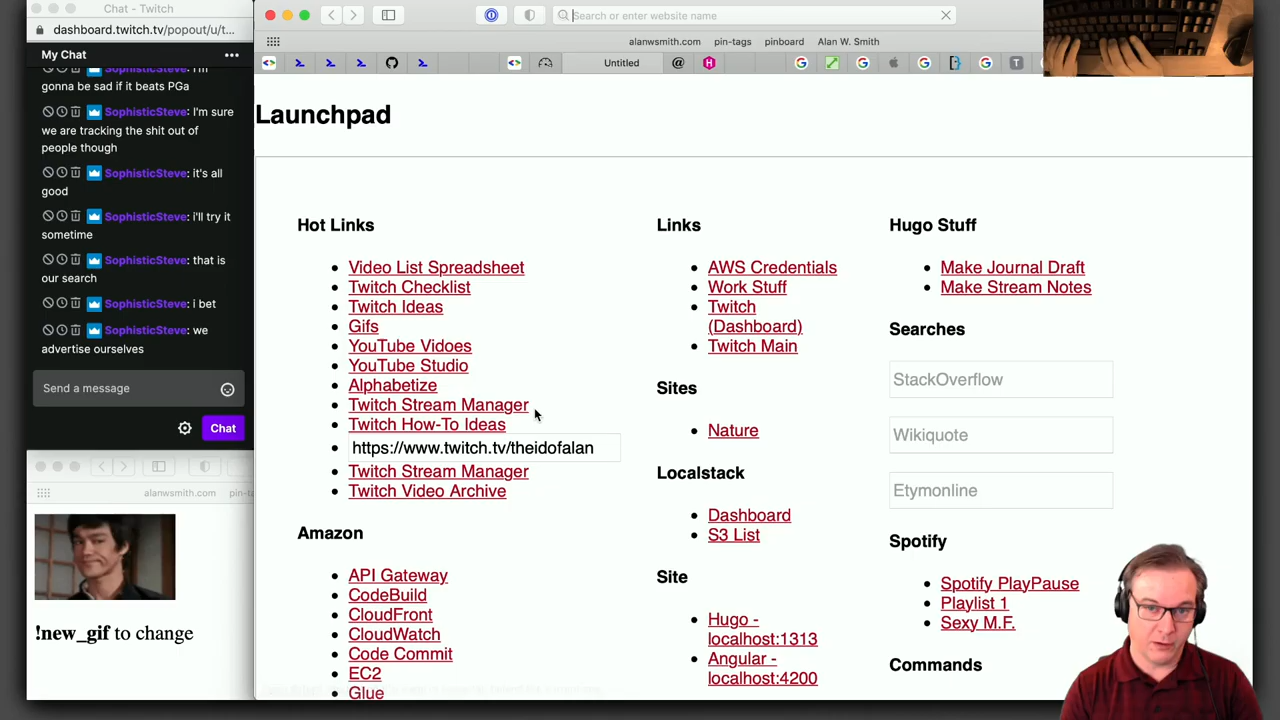 Chat - Twitch
dashboard.twitch.tv/popout/u/t...
My Chat
SophisticSteve: i'm
gonna be sad if it beats PGa
SophisticSteve: I'm sure
we are tracking the shit out of
people though
SophisticSteve: it's all
good
SophisticSteve: i'll try it
sometime
SophisticSteve: that is
our search
SophisticSteve: i bet
SophisticSteve: we
advertise ourselves
Send a message
Chat
alanwsmith.com pin-ta
!new_gif to change
Search or enter website name
alanwsmith.com pin-tags pinboard Alan W. Smith
Untitled
Launchpad
Hot Links
Video List Spreadsheet
Twitch Checklist
Twitch Ideas
Gifs
YouTube Vidoes
YouTube Studio
Alphabetize
Twitch Stream Manager
Twitch How-To Ideas
https://www.twitch.tv/theidofalan
Twitch Stream Manager
Twitch Video Archive
Amazon
API Gateway
CodeBuild
CloudFront
CloudWatch
Code Commit
EC2
Glue
Links
AWS Credentials
Work Stuff
Twitch
(Dashboard)
Twitch Main
Sites
Nature
Localstack
Dashboard
S3 List
Site
Hugo -
localhost:1313
Angular -
localhost:4200
Hugo Stuff
Make Journal Draft
Make Stream Notes
Searches
StackOverflow
Wikiquote
Etymonline
Spotify
Spotify PlayPause
Playlist 1
Sexy M.F.
Commands